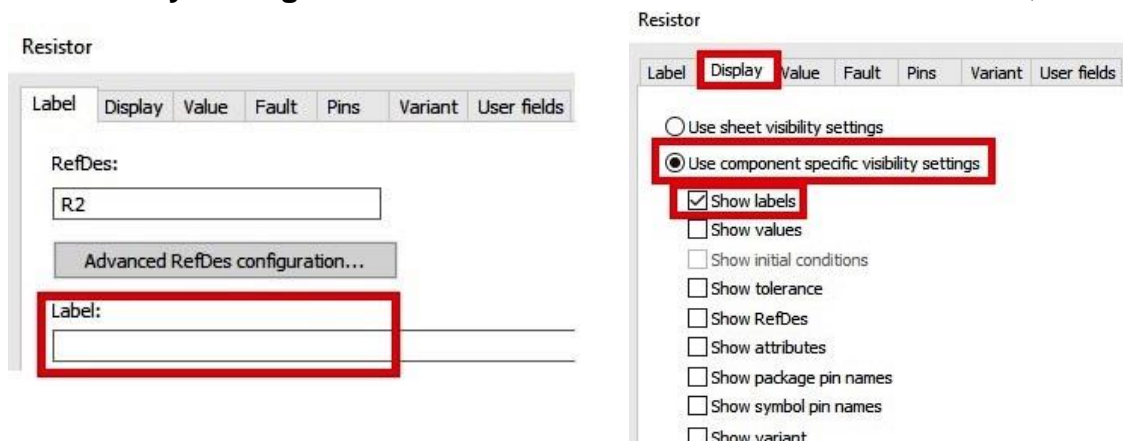 Resistor
Label Display Value Fault Pins Variant User fields
RefDes:
R2
Advanced RefDes configuration...
Label:
Resistor
Label Display Value Fault Pins Variant User fields
Use sheet visibility settings
Use component specific visibility settings
Show labels
Show values
Show initial conditions
Show tolerance
Show RefDes
Show attributes
Show package pin names
Show symbol pin names
Show variant